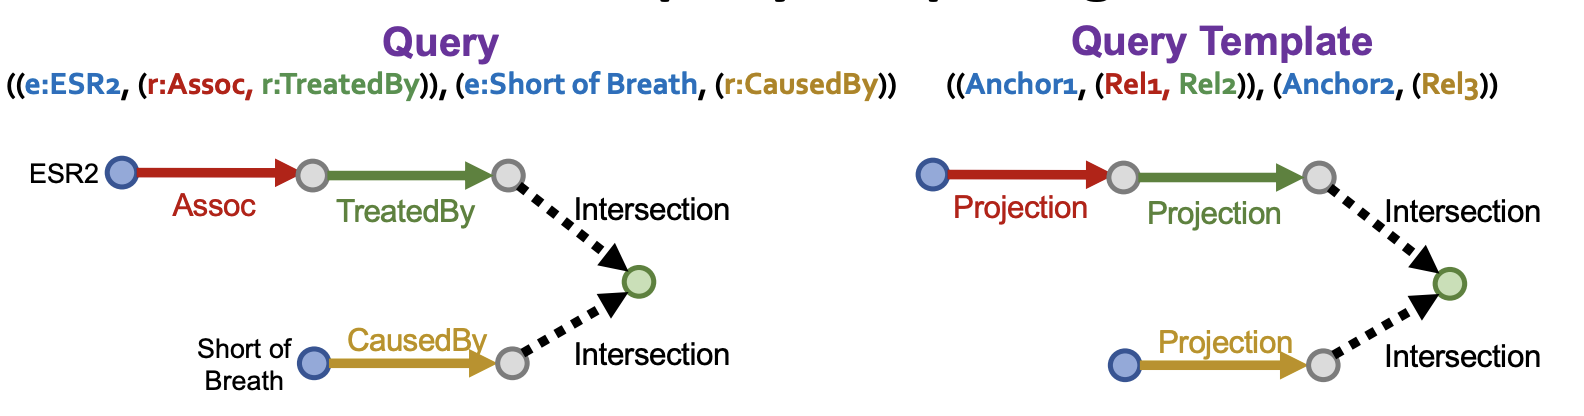 Query
((e:ESR2, (r:Assoc, r:TreatedBy)), (e:Short of Breath, (r:CausedBy))
ESR2
Assoc
TreatedBy
Intersection
Short of
Breath
CausedBy
Intersection
Query Template
((Anchor1, (Rel1, Rel2)), (Anchor2, (Rel3))
Projection
Projection
Intersection
Projection
Intersection